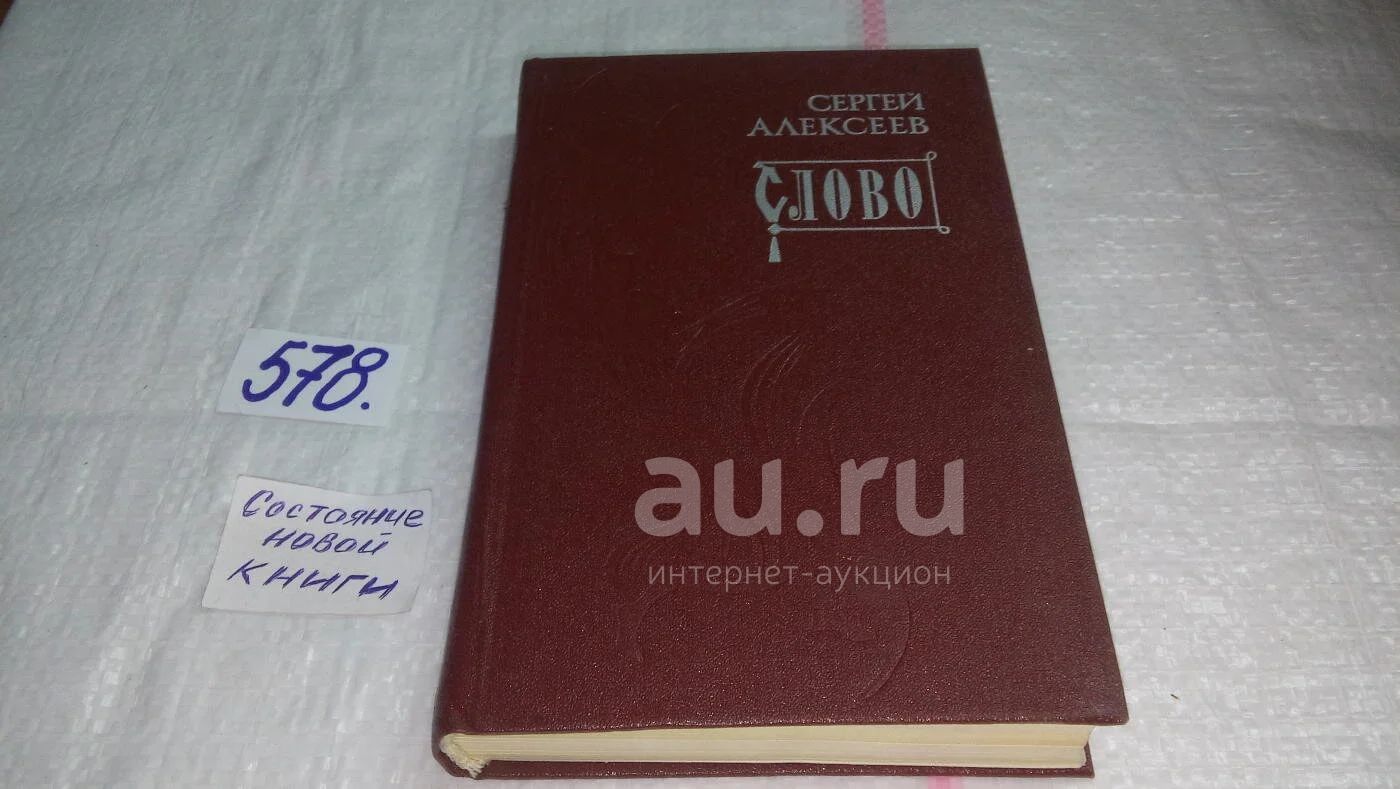 СЕРГЕЙ
АЛЕКСЕЕВ
СЛОВО
578.
Состояние
новой
книги
au.ru
интернет-аукцион